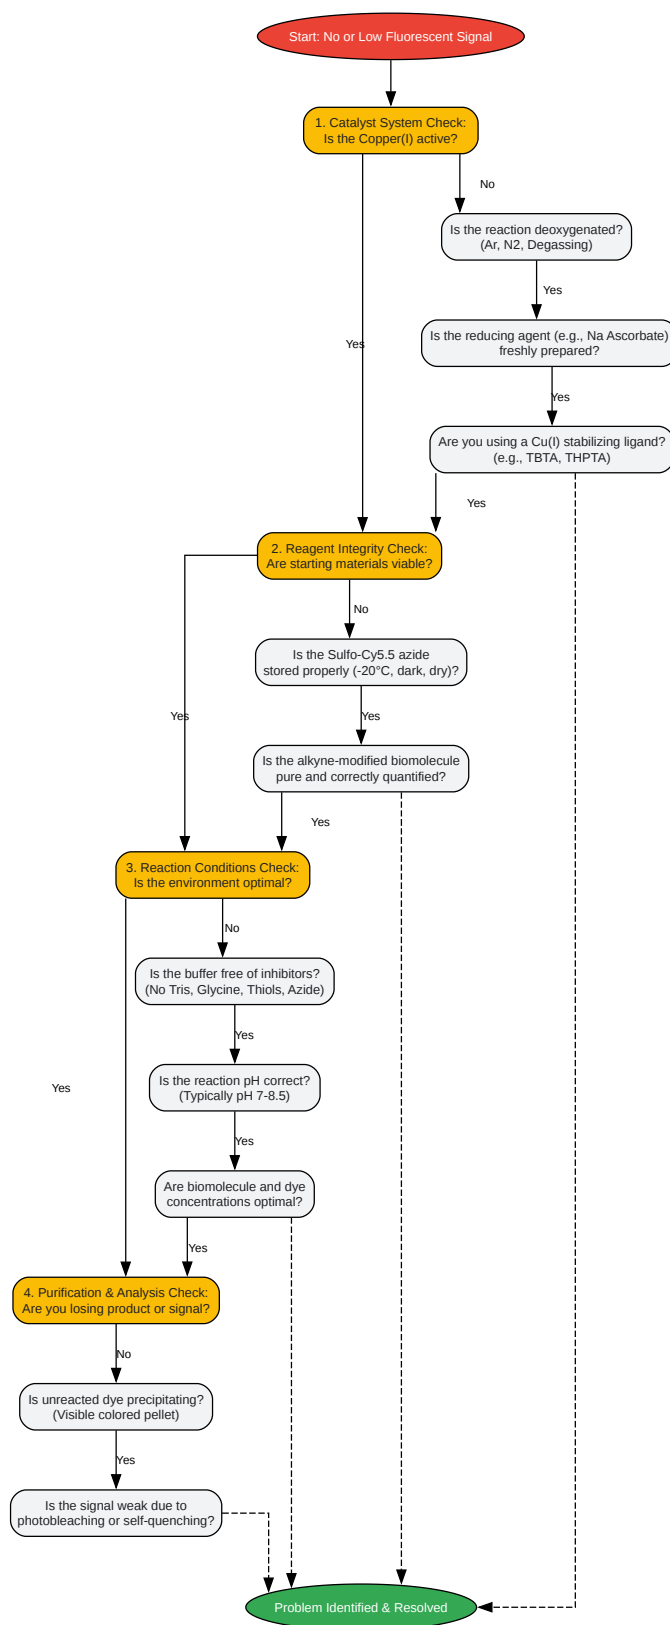 Start: No or Low Fluorescent Signal
1. Catalyst System Check:
Is the Copper(I) active?
No
Is the reaction deoxygenated?
(Ar, N2, Degassing)
Yes
Is the reducing agent (e.g., Na Ascorbate)
freshly prepared?
Yes
Yes
Are you using a Cu(I) stabilizing ligand?
(e.g., TBTA, THPTA)
Yes
2. Reagent Integrity Check:
Are starting materials viable?
No
Is the Sulfo-Cy5.5 azide
stored properly (-20°C, dark, dry)?
Yes
Yes
Is the alkyne-modified biomolecule
pure and correctly quantified?
Yes
3. Reaction Conditions Check:
Is the environment optimal?
No
Is the buffer free of inhibitors?
(No Tris, Glycine, Thiols, Azide)
Yes
Is the reaction pH correct?
(Typically pH 7-8.5)
Yes
Yes
Are biomolecule and dye
concentrations optimal?
Yes
4. Purification & Analysis Check:
Are you losing product or signal?
No
Is unreacted dye precipitating?
(Visible colored pellet)
Yes
Is the signal weak due to
photobleaching or self-quenching?
Problem Identified & Resolved